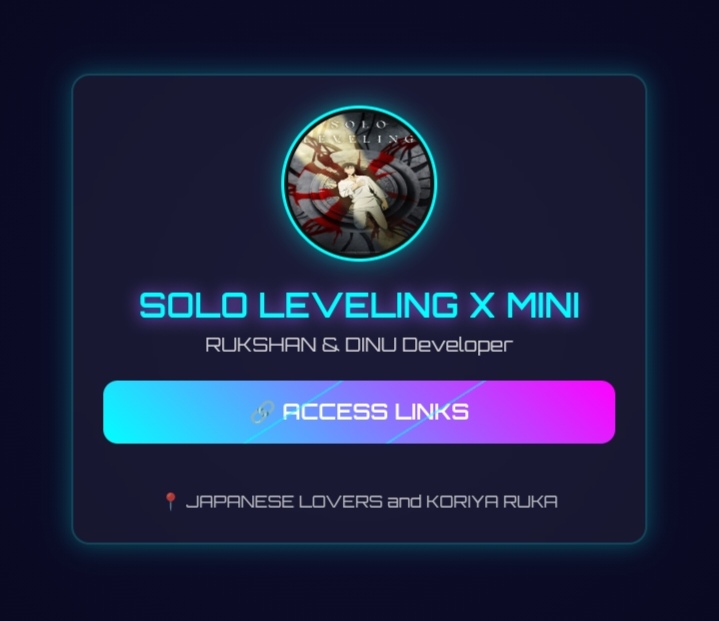 SOLO
LEVELING
SOLO LEVELING X MINI
RUKSHAN & DINU Developer
🔗 ACCESS LINKS
📍 JAPANESE LOVERS and KORIYA RUKA